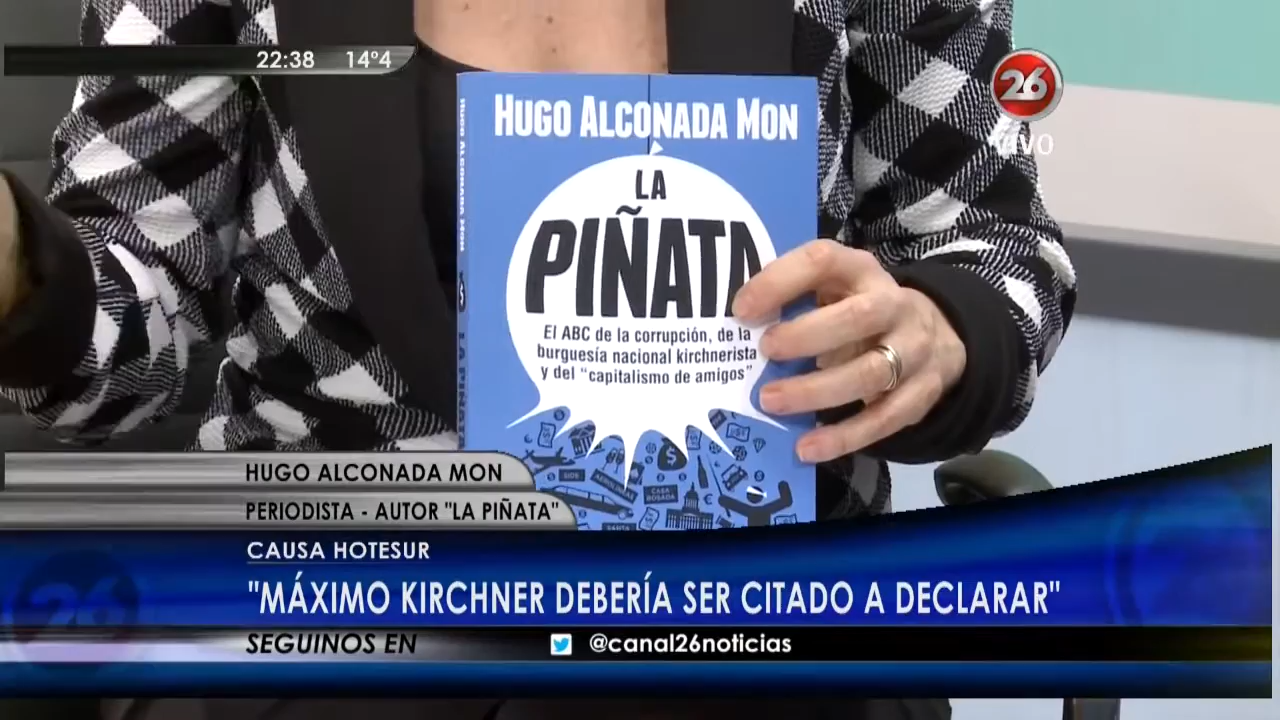 22:38 14°4
26
VIVO
HUGO ALCONADA MON
HUGO ALCONADA MON
LA
PIÑATA
El ABC de la corrupción, de la
burguesía nacional kirchnerista
y del "capitalismo de amigos"
CASA
ROSADA
HUGO ALCONADA MON
PERIODISTA - AUTOR "LA PIÑATA"
CAUSA HOTESUR
"MÁXIMO KIRCHNER DEBERÍA SER CITADO A DECLARAR"
SEGUINOS EN @canal26noticias
26